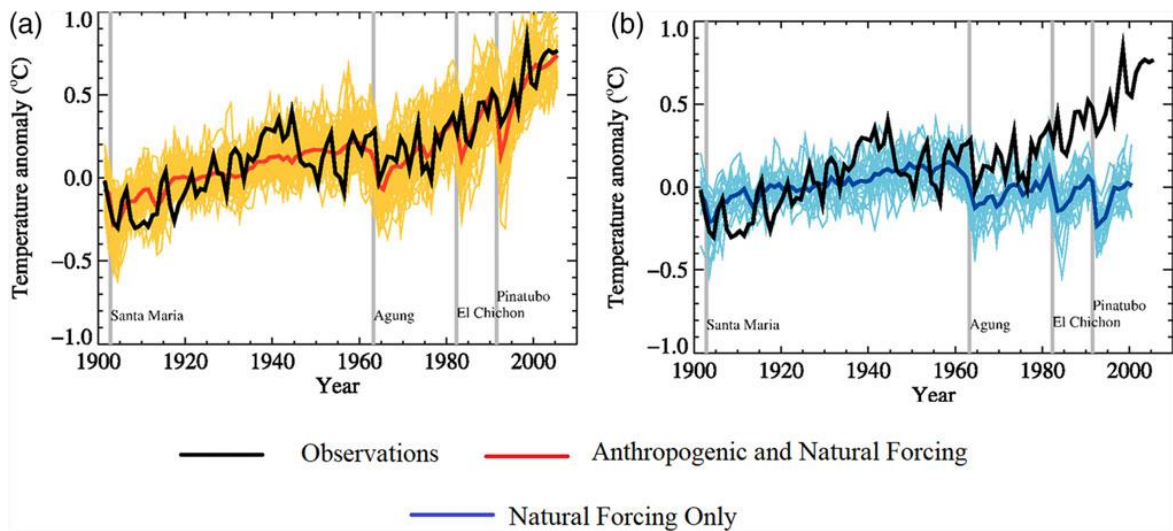 (a)
1.0
0.5
0.0
−0.5
−1.0
Temperature anomaly (°C)
Santa Maria
Agung
El Chichon
Pinatubo
1900 1920 1940 1960 1980 2000
Year
(b)
1.0
0.5
0.0
−0.5
−1.0
Temperature anomaly (°C)
Santa Maria
Agung
El Chichon
Pinatubo
1900 1920 1940 1960 1980 2000
Year
Observations
Anthropogenic and Natural Forcing
Natural Forcing Only